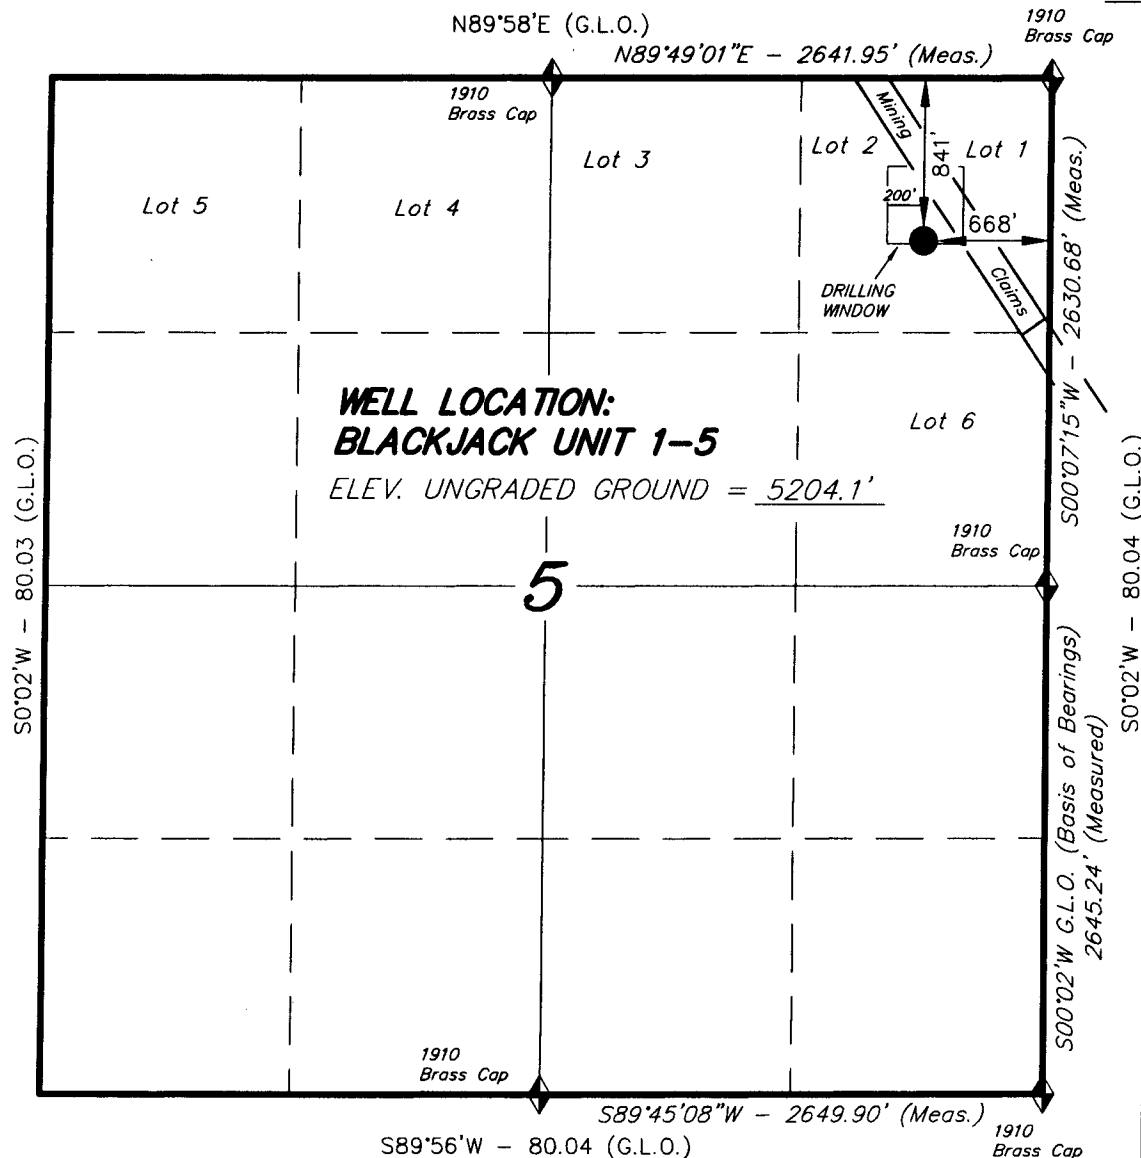 N89°58'E (G.L.O.)
1910
Brass Cap
N89°49'01"E - 2641.95' (Meas.)
1910
Brass Cap
Mining
Lot 2
Lot 1
Lot 3
841'
Lot 5
Lot 4
200'
668'
DRILLING
WINDOW
Claims
S00°07'15"W - 2630.68' (Meas.)
WELL LOCATION:
BLACKJACK UNIT 1-5
Lot 6
ELEV. UNGRADED GROUND = 5204.1'
S0°02'W - 80.03 (G.L.O.)
S0°02'W - 80.04 (G.L.O.)
1910
Brass Cap
5
S00°02'W G.L.O. (Basis of Bearings)
2645.24' (Measured)
1910
Brass Cap
S89°45'08"W - 2649.90' (Meas.)
S89°56'W - 80.04 (G.L.O.)
1910
Brass Cap